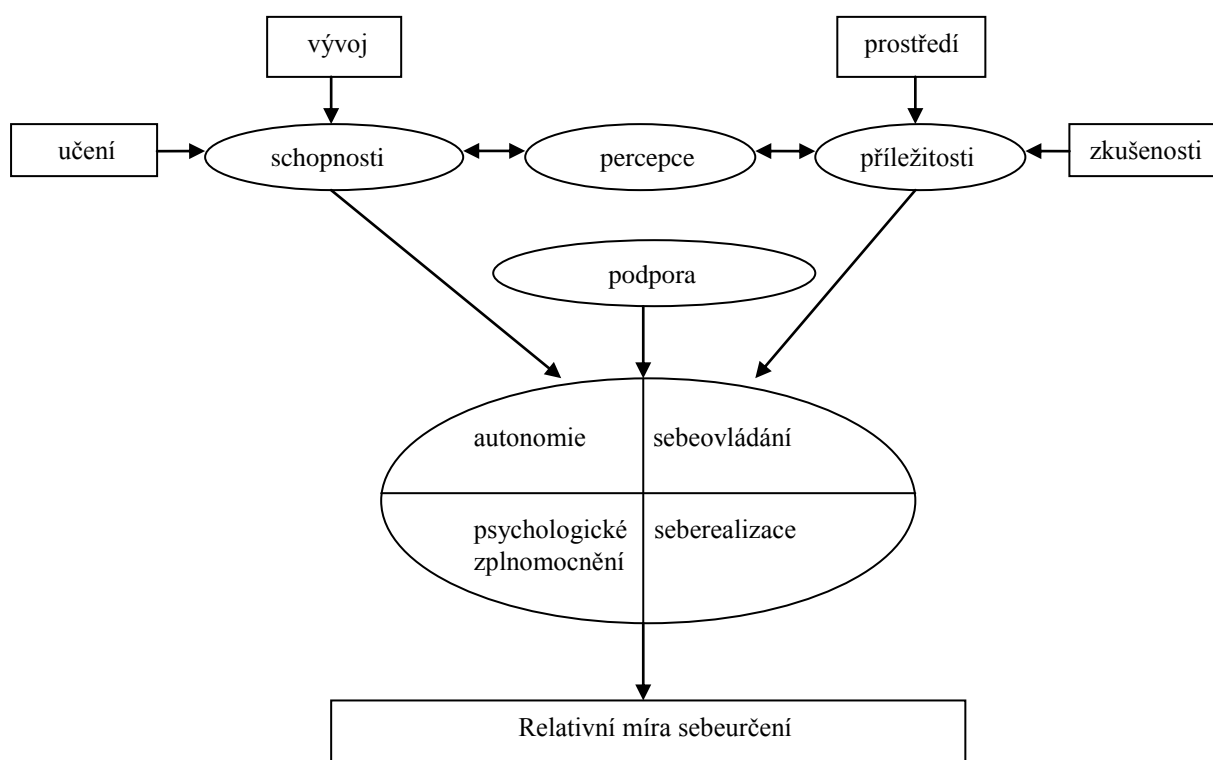 vývoj
prostředí
učení
schopnosti
percepce
příležitosti
zkušenosti
podpora
autonomie
sebeovládání
psychologické
zplnomocnění
seberealizace
Relativní míra sebeurčení